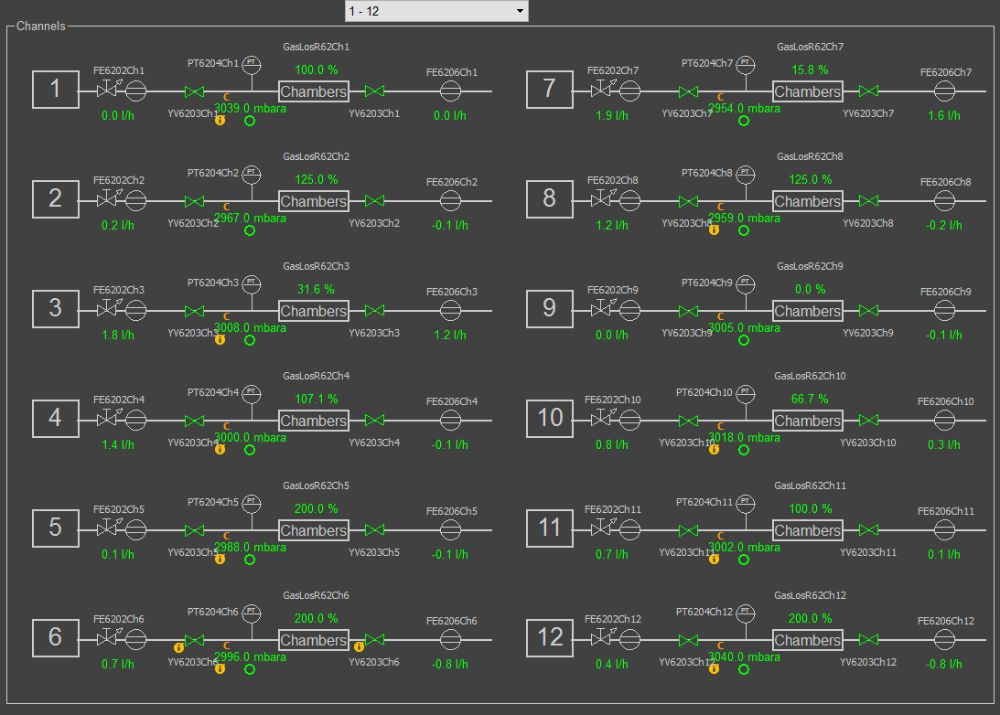 1 - 12
Channels
GasLosR62Ch1
PT6204Ch1
PT
FE6202Ch1
100.0 %
FE6206Ch1
1
Chambers
C
0.0 l/h
YV6203Ch1
3039.0 mbara
YV6203Ch1
0.0 l/h
GasLosR62Ch7
PT6204Ch7
PT
FE6202Ch7
15.8 %
FE6206Ch7
7
Chambers
C
1.9 l/h
YV6203Ch7
2954.0 mbara
YV6203Ch7
1.6 l/h
GasLosR62Ch2
PT6204Ch2
PT
FE6202Ch2
125.0 %
FE6206Ch2
2
Chambers
C
0.2 l/h
YV6203Ch2
2967.0 mbara
YV6203Ch2
-0.1 l/h
GasLosR62Ch8
PT6204Ch8
PT
FE6202Ch8
125.0 %
FE6206Ch8
8
Chambers
C
1.2 l/h
YV6203Ch8
2959.0 mbara
YV6203Ch8
-0.2 l/h
GasLosR62Ch3
PT6204Ch3
PT
FE6202Ch3
31.6 %
FE6206Ch3
3
Chambers
C
1.8 l/h
YV6203Ch3
3008.0 mbara
YV6203Ch3
1.2 l/h
GasLosR62Ch9
PT6204Ch9
PT
FE6202Ch9
0.0 %
FE6206Ch9
9
Chambers
C
0.0 l/h
YV6203Ch9
3005.0 mbara
YV6203Ch9
-0.1 l/h
GasLosR62Ch4
PT6204Ch4
PT
FE6202Ch4
107.1 %
FE6206Ch4
4
Chambers
C
1.4 l/h
YV6203Ch4
3000.0 mbara
YV6203Ch4
-0.1 l/h
GasLosR62Ch10
PT6204Ch10
PT
FE6202Ch10
66.7 %
FE6206Ch10
10
Chambers
C
0.8 l/h
YV6203Ch10
3018.0 mbara
YV6203Ch10
0.3 l/h
GasLosR62Ch5
PT6204Ch5
PT
FE6202Ch5
200.0 %
FE6206Ch5
5
Chambers
C
0.1 l/h
YV6203Ch5
2988.0 mbara
YV6203Ch5
-0.1 l/h
GasLosR62Ch11
PT6204Ch11
PT
FE6202Ch11
100.0 %
FE6206Ch11
11
Chambers
C
0.7 l/h
YV6203Ch11
3002.0 mbara
YV6203Ch11
0.1 l/h
GasLosR62Ch6
PT6204Ch6
PT
FE6202Ch6
200.0 %
FE6206Ch6
6
Chambers
C
0.7 l/h
YV6203Ch6
2996.0 mbara
YV6203Ch6
-0.8 l/h
GasLosR62Ch12
PT6204Ch12
PT
FE6202Ch12
200.0 %
FE6206Ch12
12
Chambers
C
0.4 l/h
YV6203Ch12
3040.0 mbara
YV6203Ch12
-0.8 l/h